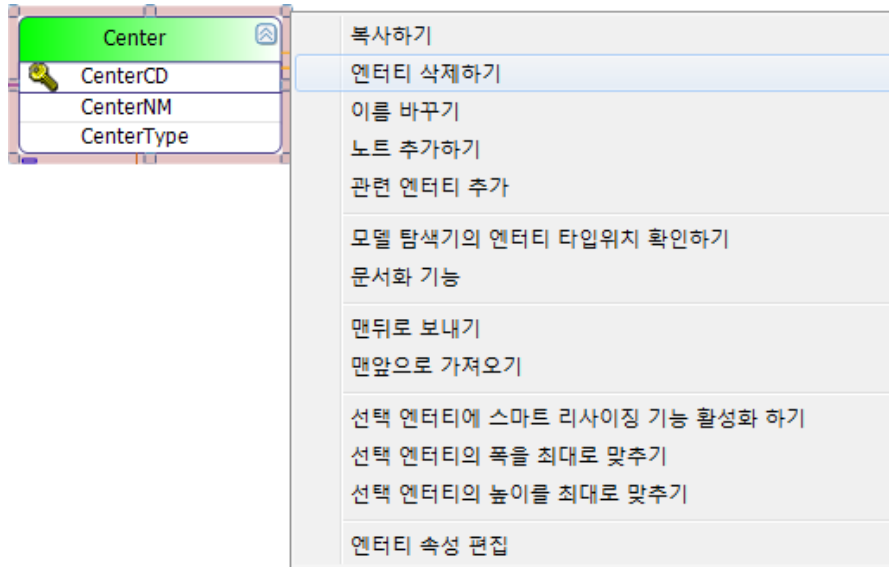 Center
CenterCD
CenterNM
CenterType
복사하기
엔터티 삭제하기
이름 바꾸기
노트 추가하기
관련 엔터티 추가
모델 탐색기의 엔터티 타입위치 확인하기
문서화 기능
맨뒤로 보내기
맨앞으로 가져오기
선택 엔터티에 스마트 리사이징 기능 활성화 하기
선택 엔터티의 폭을 최대로 맞추기
선택 엔터티의 높이를 최대로 맞추기
엔터티 속성 편집